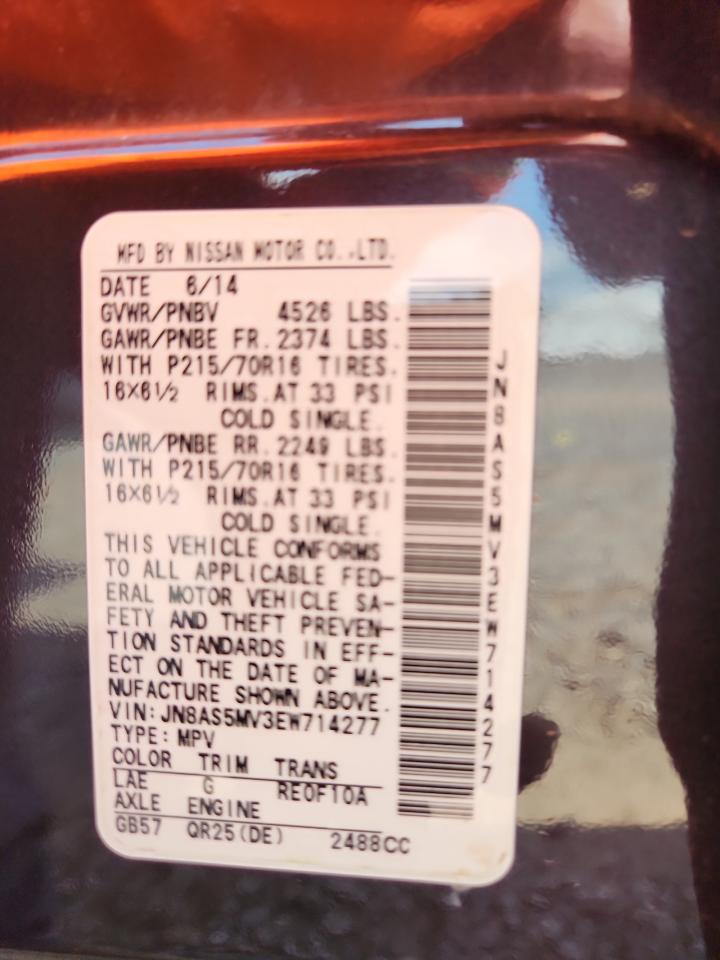 MFD BY NISSAN MOTOR CO.,LTD.
DATE 6/14
GVWR/PNBV 4526 LBS.
GAWR/PNBE FR.2374 LBS.
WITH P215/70R16 TIRES.
16×6½ RIMS.AT 33 PSI
COLD SINGLE.
GAWR/PNBE RR.2249 LBS.
WITH P215/70R16 TIRES.
16×6½ RIMS.AT 33 PSI
COLD SINGLE.
THIS VEHICLE CONFORMS
TO ALL APPLICABLE FED-
ERAL MOTOR VEHICLE SA-
FETY AND THEFT PREVEN-
TION STANDARDS IN EFF-
ECT ON THE DATE OF MA-
NUFACTURE SHOWN ABOVE.
VIN:JN8AS5MV3EW714277
TYPE:MPV
COLOR TRIM TRANS
LAE G RE0F10A
AXLE ENGINE
GB57 QR25(DE) 2488CC
JN8AS5MV3EW714277